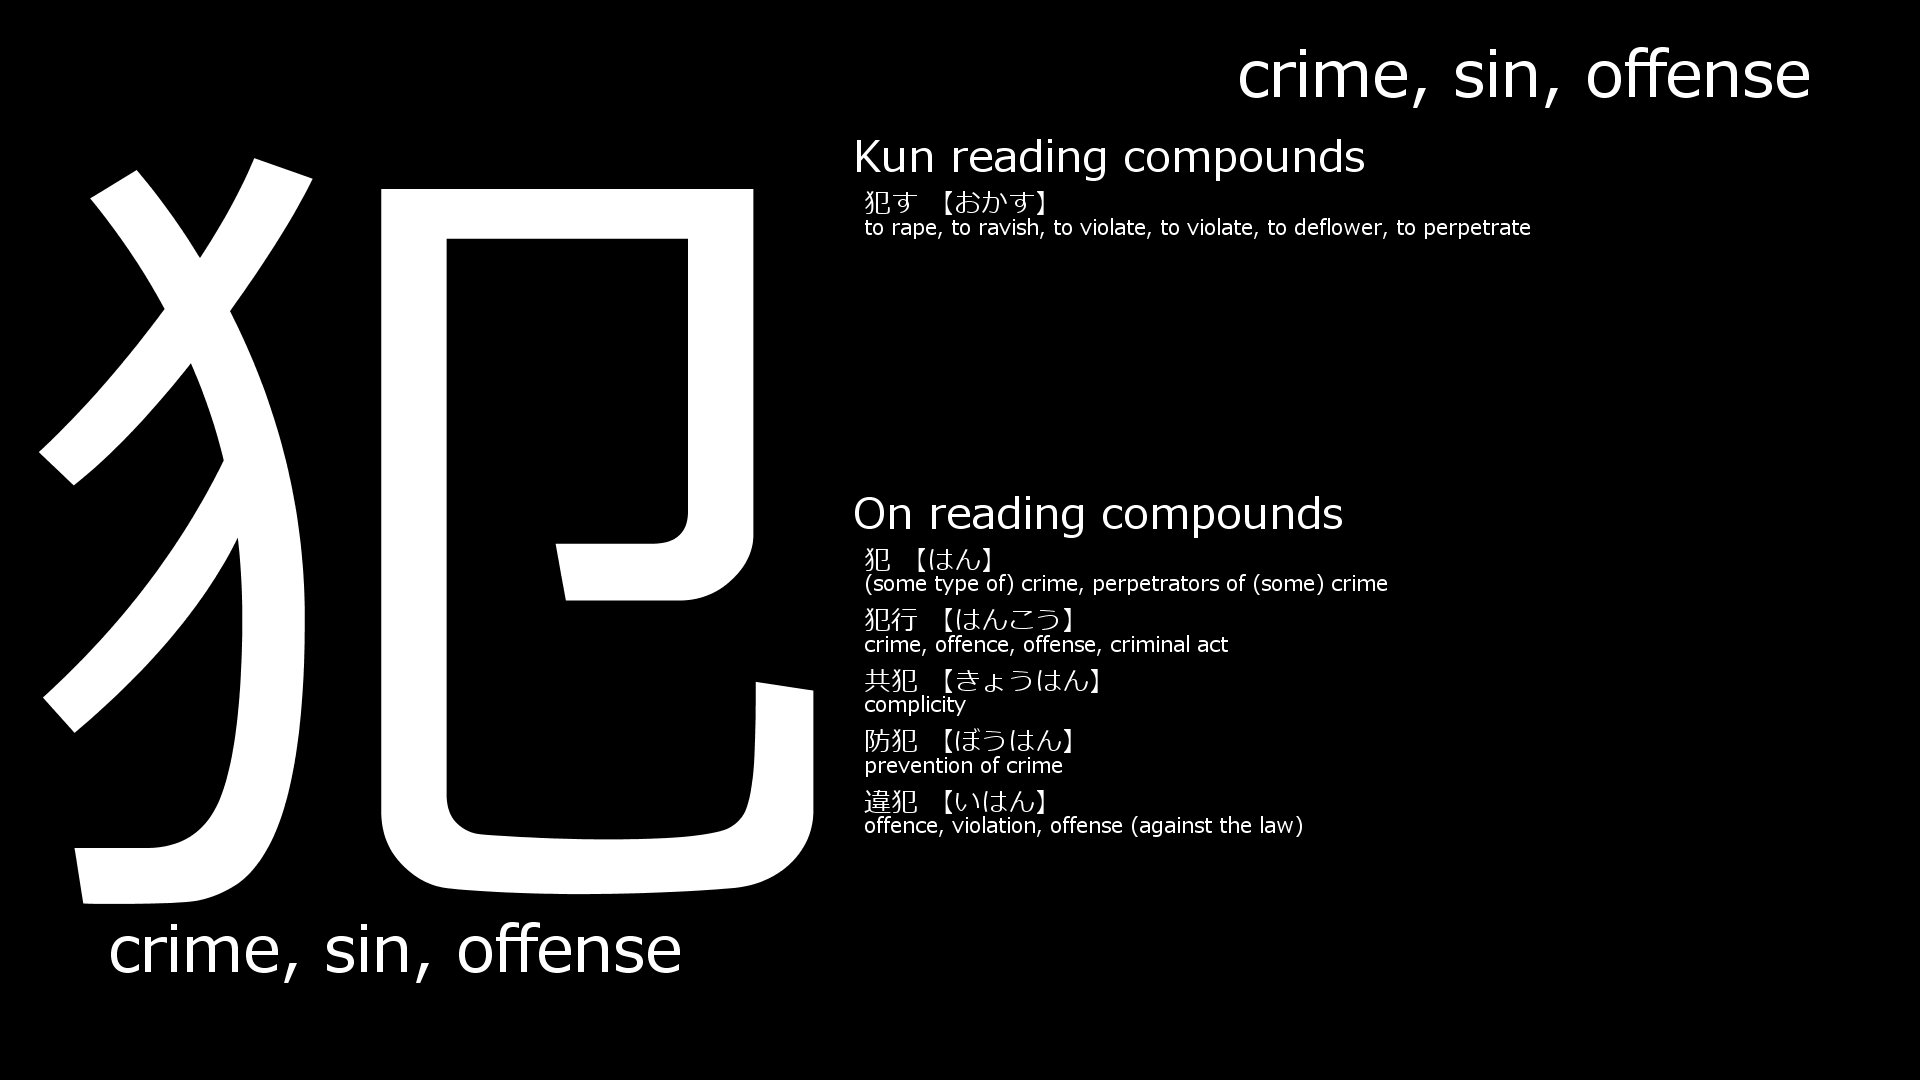 crime, sin, offense
犯
crime, sin, offense
Kun reading compounds
犯す 【おかす】
to rape, to ravish, to violate, to violate, to deflower, to perpetrate
On reading compounds
犯 【はん】
(some type of) crime, perpetrators of (some) crime
犯行 【はんこう】
crime, offence, offense, criminal act
共犯 【きょうはん】
complicity
防犯 【ぼうはん】
prevention of crime
違犯 【いはん】
offence, violation, offense (against the law)